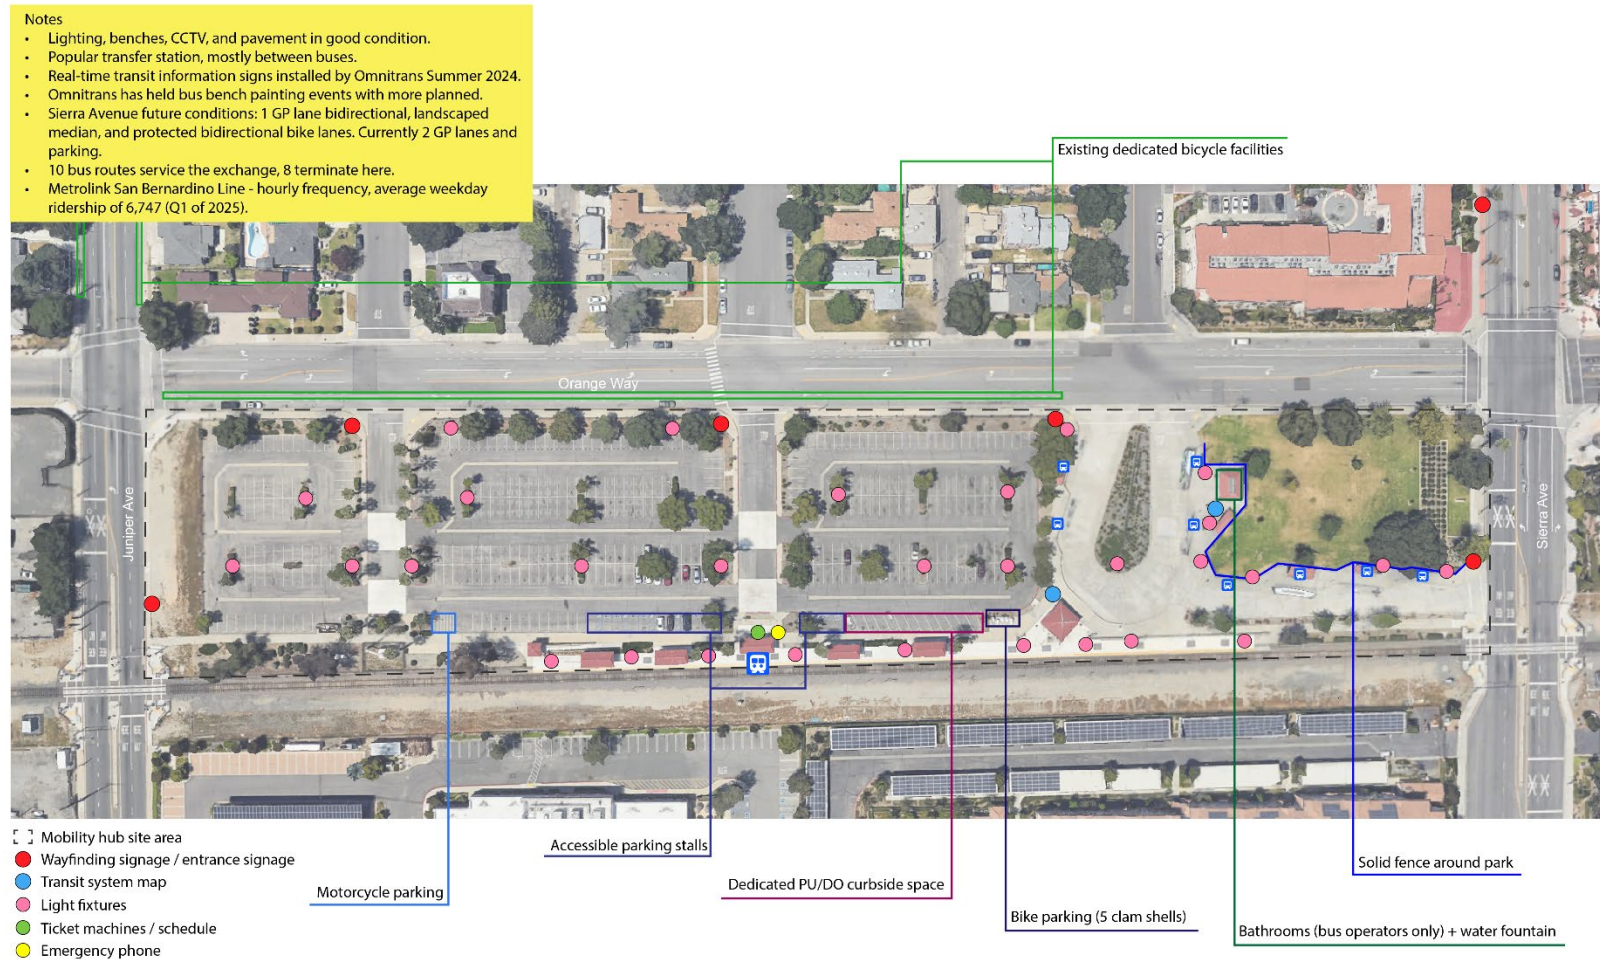 Notes
• Lighting, benches, CCTV, and pavement in good condition.
• Popular transfer station, mostly between buses.
• Real-time transit information signs installed by Omnitrans Summer 2024.
• Omnitrans has held bus bench painting events with more planned.
• Sierra Avenue future conditions: 1 GP lane bidirectional, landscaped
median, and protected bidirectional bike lanes. Currently 2 GP lanes and
parking.
• 10 bus routes service the exchange, 8 terminate here.
• Metrolink San Bernardino Line - hourly frequency, average weekday
ridership of 6,747 (Q1 of 2025).
Existing dedicated bicycle facilities
Orange Way
Juniper Ave
Sierra Ave
Mobility hub site area
Wayfinding signage / entrance signage
Transit system map
Light fixtures
Ticket machines / schedule
Emergency phone
Motorcycle parking
Accessible parking stalls
Dedicated PU/DO curbside space
Bike parking (5 clam shells)
Solid fence around park
Bathrooms (bus operators only) + water fountain